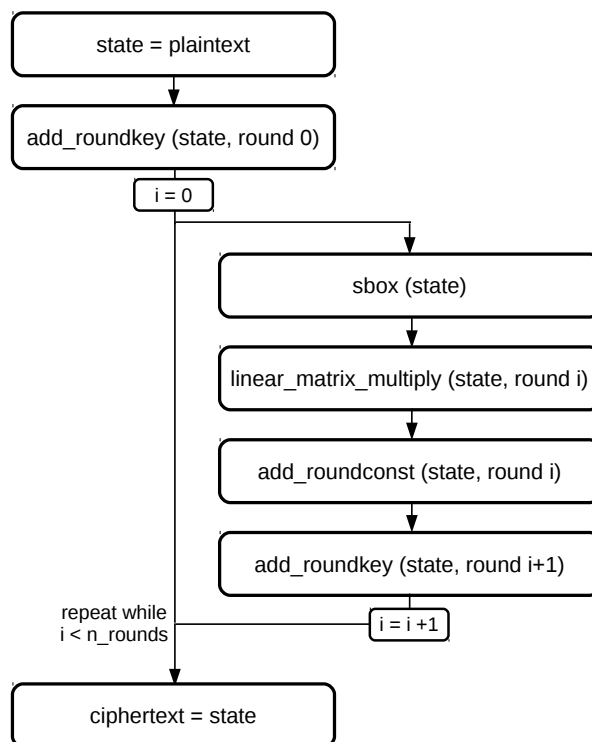 state = plaintext
add_roundkey (state, round 0)
i = 0
sbox (state)
linear_matrix_multiply (state, round i)
add_roundconst (state, round i)
add_roundkey (state, round i+1)
i = i +1
repeat while
i < n_rounds
ciphertext = state